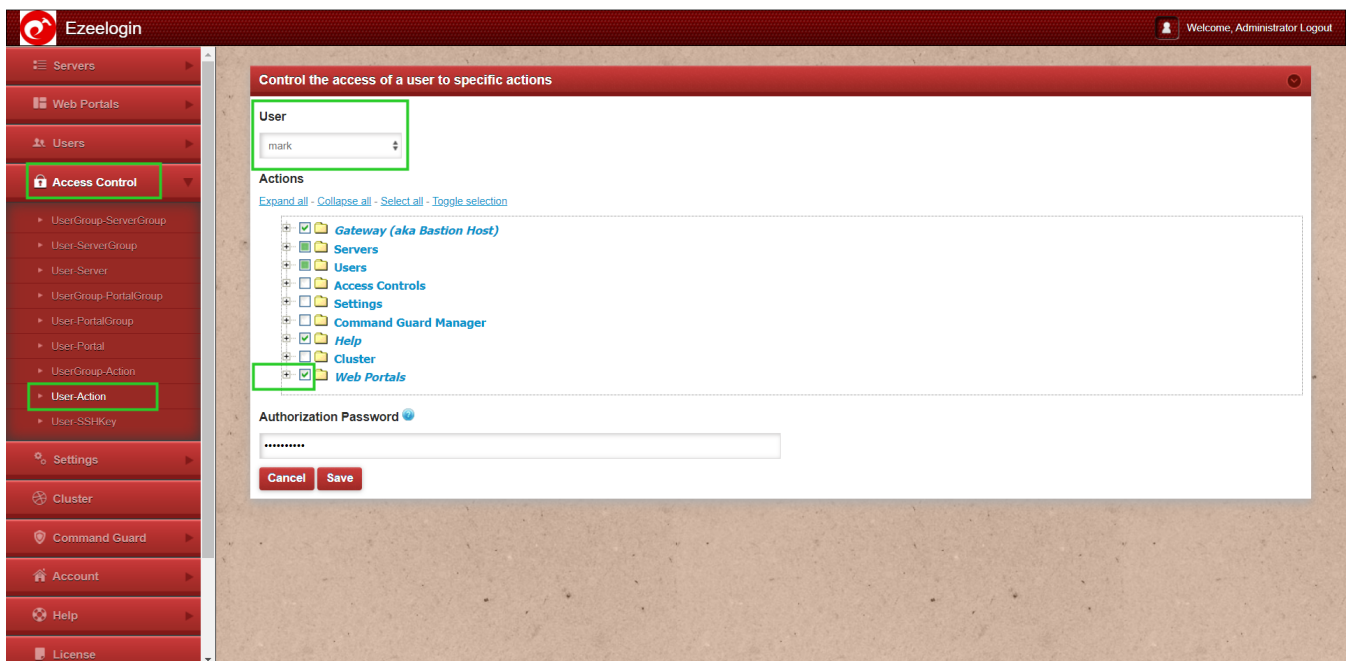 Ezeelogin
Welcome, Administrator Logout
Servers
Web Portals
Users
Access Control
UserGroup-ServerGroup
User-ServerGroup
User-Server
UserGroup-PortalGroup
User-PortalGroup
User-Portal
UserGroup-Action
User-Action
User-SSHKey
Settings
Cluster
Command Guard
Account
Help
License
Control the access of a user to specific actions
User
mark
Actions
Expand all - Collapse all - Select all - Toggle selection
Gateway (aka Bastion Host)
Servers
Users
Access Controls
Settings
Command Guard Manager
Help
Cluster
Web Portals
Authorization Password
••••••••••
Cancel Save